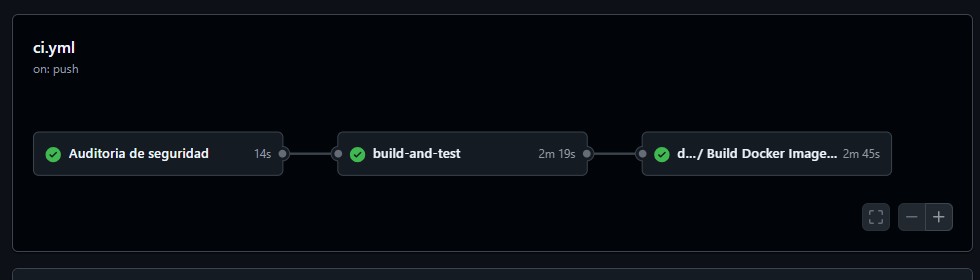 ci.yml
on: push
Auditoria de seguridad 14s
build-and-test 2m 19s
d.../ Build Docker Image... 2m 45s